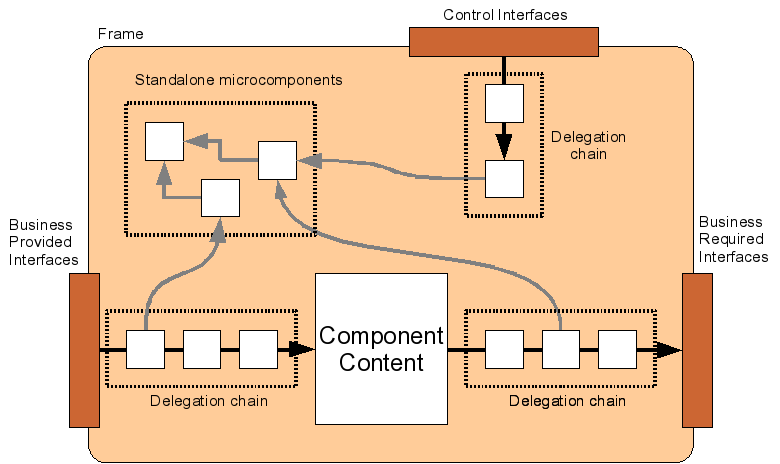 Control Interfaces
Frame
Standalone microcomponents
Delegation
chain
Business
Provided
Interfaces
Business
Required
Interfaces
Component
Content
Delegation chain
Delegation chain